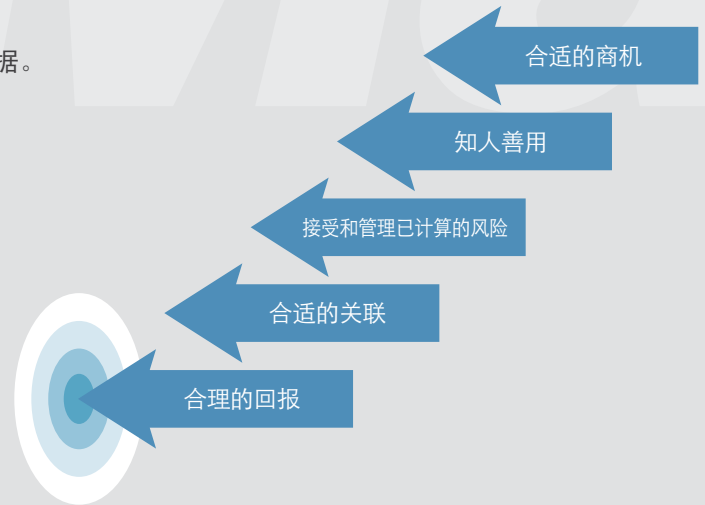 据。
合适的商机
知人善用
接受和管理已计算的风险
合适的关联
合理的回报